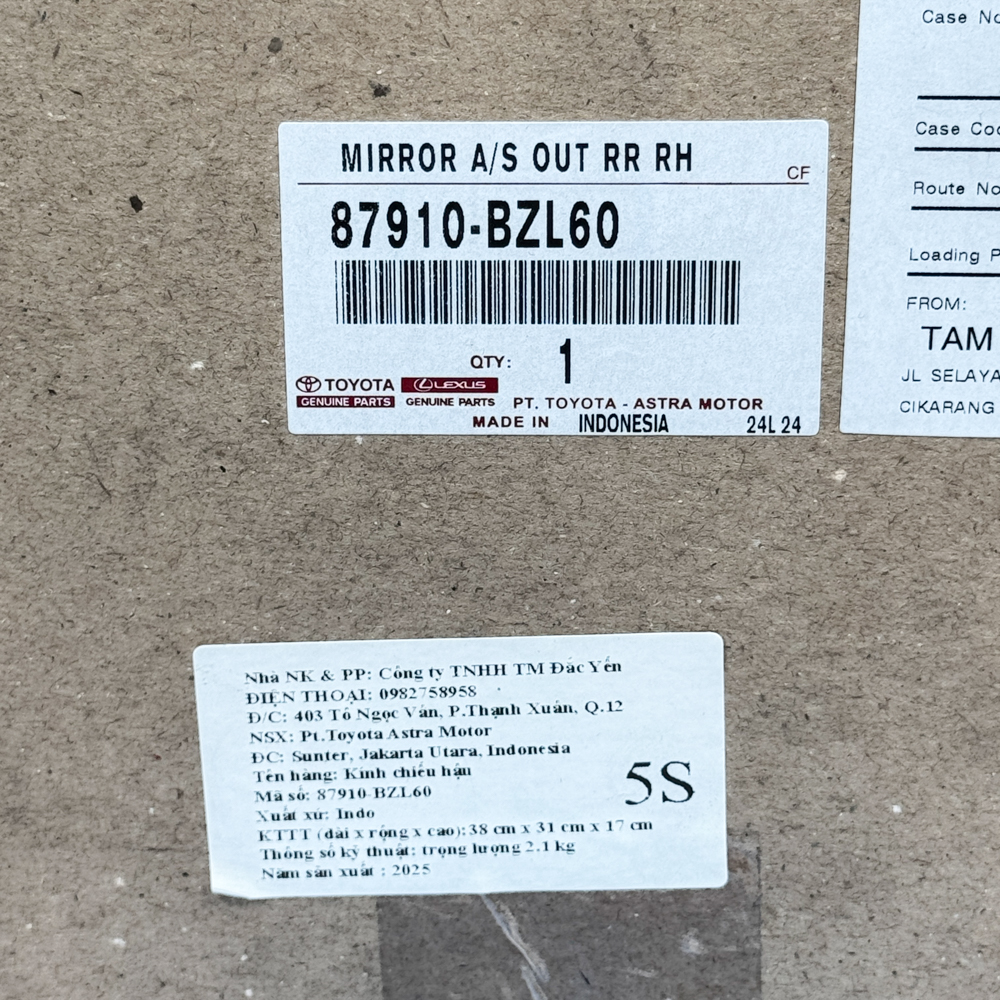 MIRROR A/S OUT RR RH
CF
87910-BZL60
QTY: 1
TOYOTA LEXUS
GENUINE PARTS GENUINE PARTS PT. TOYOTA - ASTRA MOTOR
MADE IN INDONESIA 24L 24
Case No
Case Co
Route No
Loading P
FROM:
TAM
JL SELAYA
CIKARANG
Nhà NK & PP: Công ty TNHH TM Đắc Yến
ĐIỆN THOẠI: 0982758958
Đ/C: 403 Tô Ngọc Vân, P.Thạnh Xuân, Q.12
NSX: Pt.Toyota Astra Motor
ĐC: Sunter, Jakarta Utara, Indonesia
Tên hàng: Kính chiếu hậu
Mã số: 87910-BZL60
Xuất xứ: Indo
KTTT (dài x rộng x cao): 38 cm x 31 cm x 17 cm
Thông số kỹ thuật: trọng lượng 2.1 kg
Năm sản xuất : 2025
5S